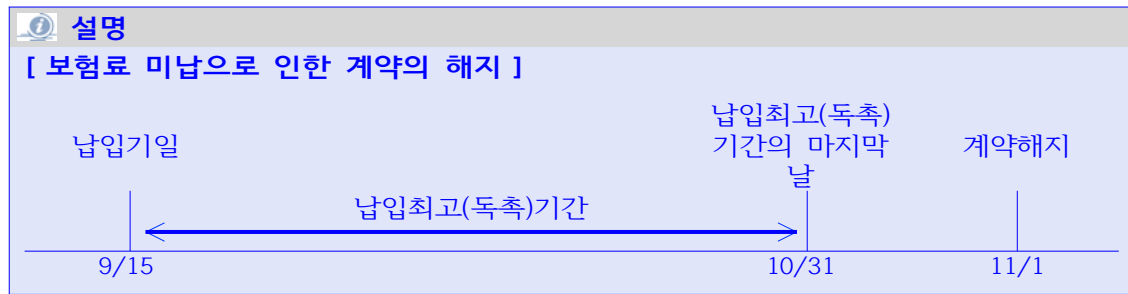 설명
[ 보험료 미납으로 인한 계약의 해지 ]
납입기일
납입최고(독촉)
기간의 마지막
날
계약해지
납입최고(독촉)기간
9/15
10/31
11/1